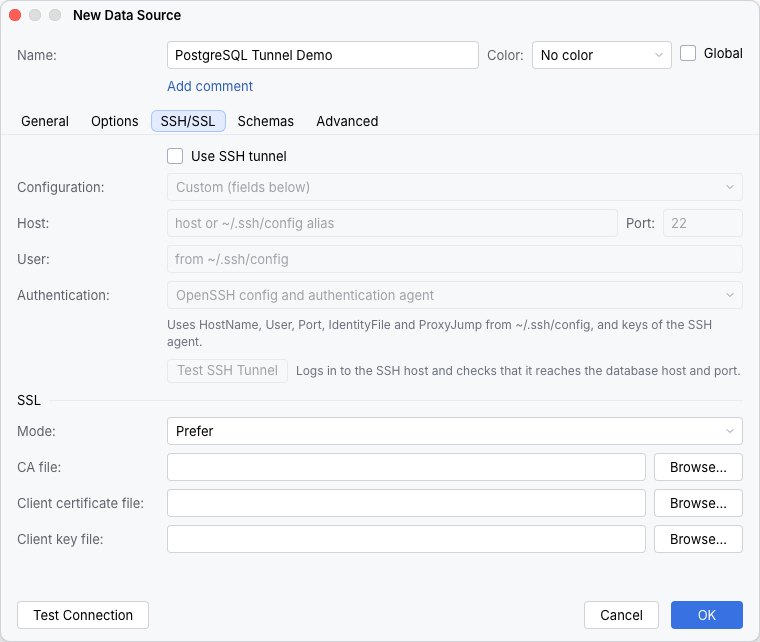 New Data Source
Name: PostgreSQL Tunnel Demo Color: No color Global
Add comment
General Options SSH/SSL Schemas Advanced
Use SSH tunnel
Configuration: Custom (fields below)
Host: host or ~/.ssh/config alias Port: 22
User: from ~/.ssh/config
Authentication: OpenSSH config and authentication agent
Uses HostName, User, Port, IdentityFile and ProxyJump from ~/.ssh/config, and keys of the SSH
agent.
Test SSH Tunnel Logs in to the SSH host and checks that it reaches the database host and port.
SSL
Mode: Prefer
CA file: Browse...
Client certificate file: Browse...
Client key file: Browse...
Test Connection Cancel OK